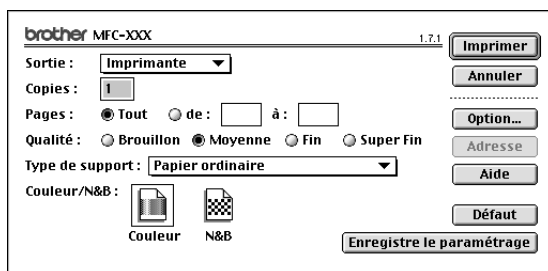 brother MFC-XXX 1.7.1
Imprimer
Sortie : Imprimante
Annuler
Copies : 1
Pages : Tout de : à :
Option...
Qualité : Brouillon Moyenne Fin Super Fin
Adresse
Type de support : Papier ordinaire
Aide
Couleur/N&B :
Couleur N&B
Défaut
Enregistre le paramétrage